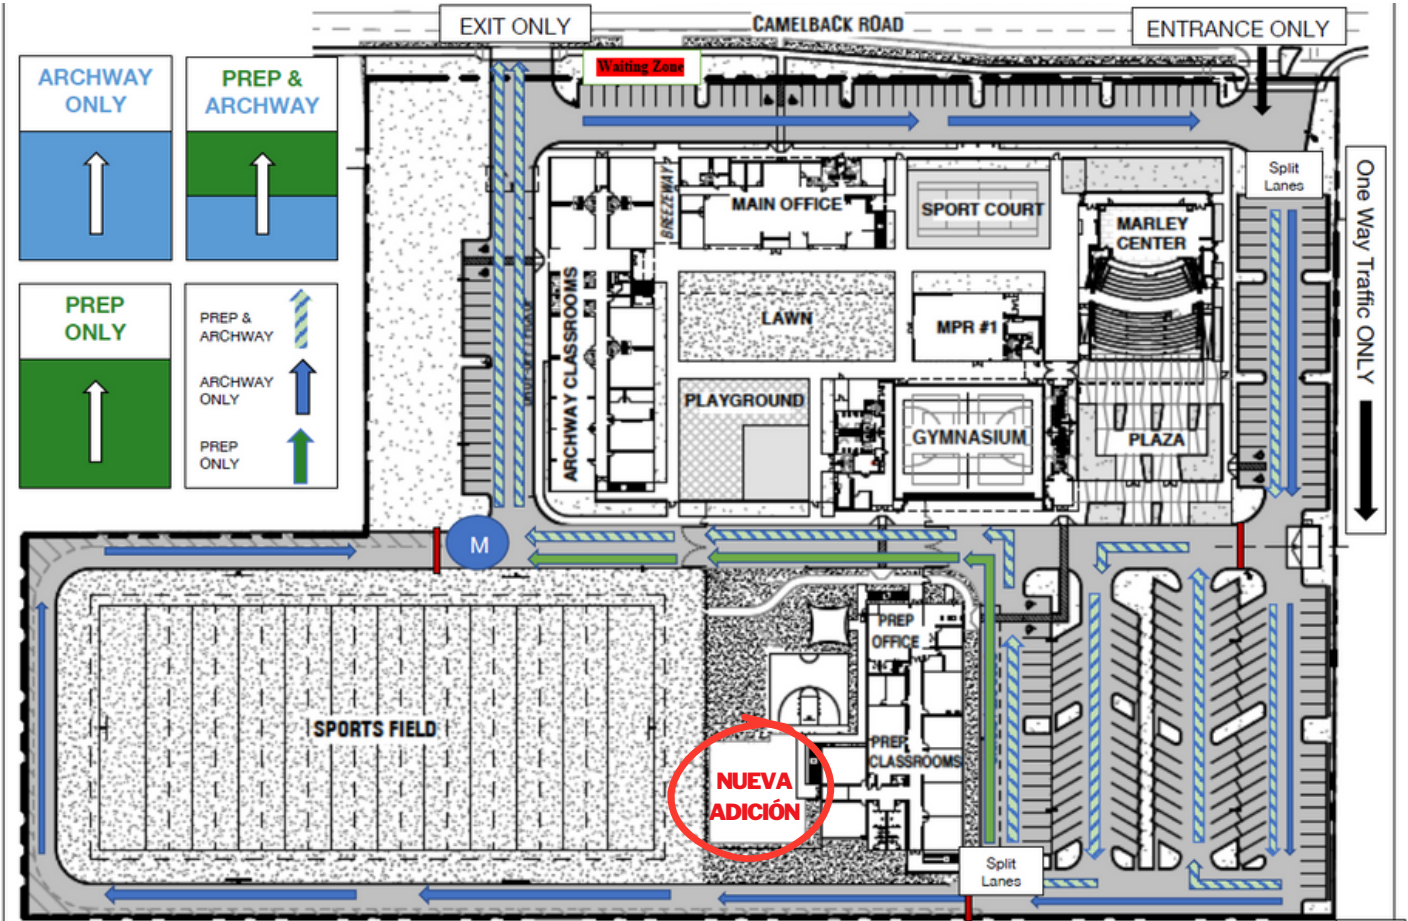 EXIT ONLY
CAMELBACK ROAD
ENTRANCE ONLY
Waiting Zone
ARCHWAY
ONLY
PREP &
ARCHWAY
PREP
ONLY
PREP &
ARCHWAY
ARCHWAY
ONLY
PREP
ONLY
Split
Lanes
One Way Traffic ONLY
BREEZEWAY
MAIN OFFICE
SPORT COURT
MARLEY
CENTER
ARCHWAY CLASSROOMS
LAWN
MPR #1
PLAYGROUND
GYMNASIUM
PLAZA
M
PREP
OFFICE
SPORTS FIELD
PREP
CLASSROOMS
NUEVA
ADICIÓN
Split
Lanes